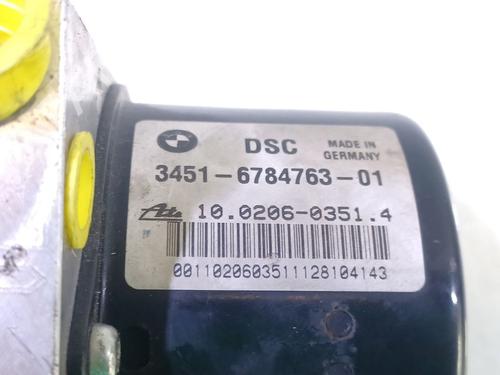 DSC MADE IN
GERMANY
3451-6784763-01
Ate 10.0206-0351.4
00110206035111128104143